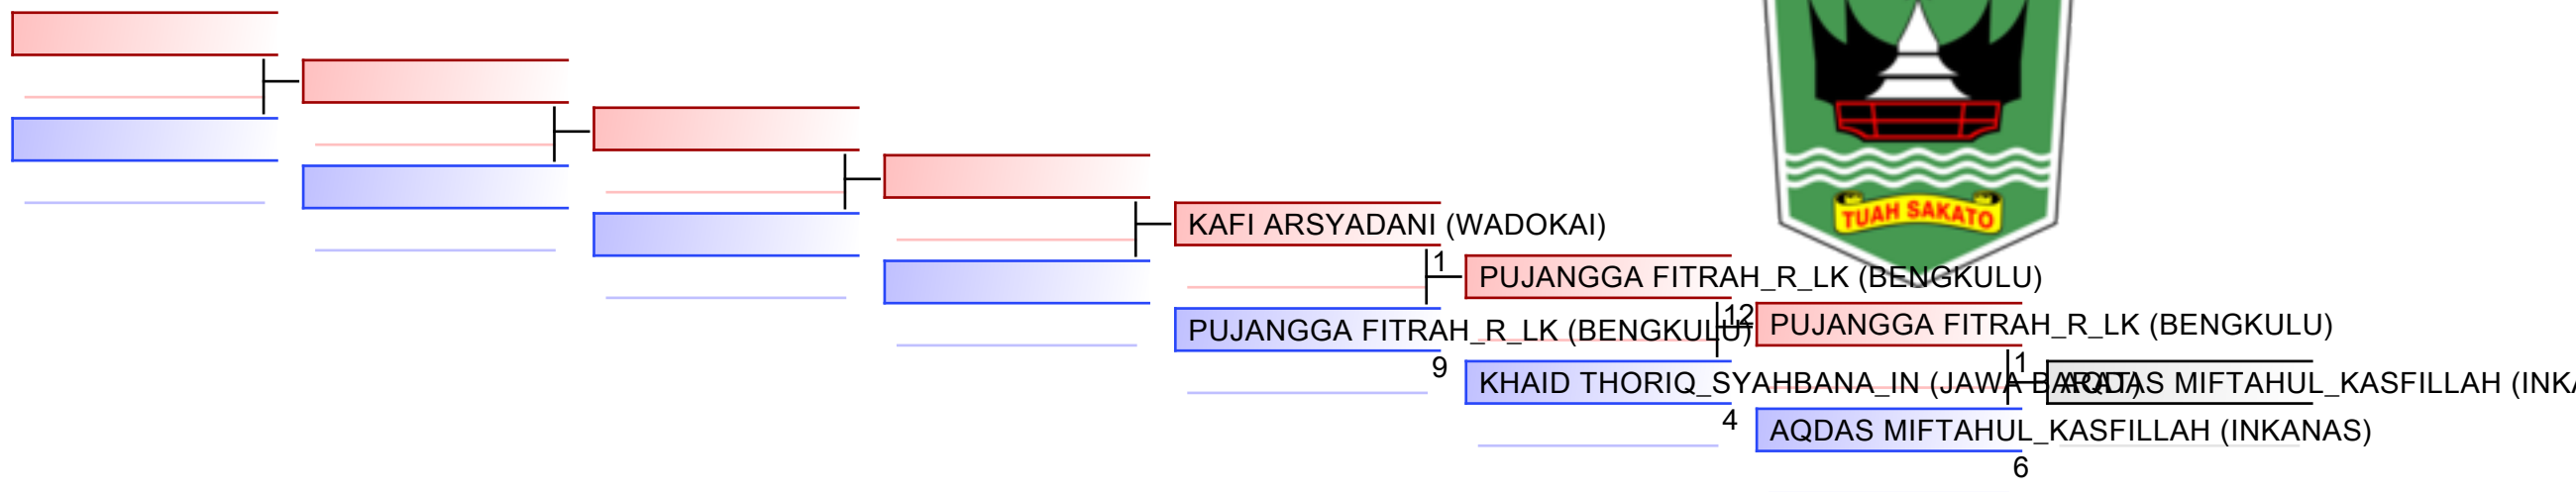 TUAH SAKATO
KAFI ARSYADANI (WADOKAI)
1
PUJANGGA FITRAH_R_LK (BENGKULU)
PUJANGGA FITRAH_R_LK (BENGKULU)
12
PUJANGGA FITRAH_R_LK (BENGKULU)
9
1
KHAID THORIQ_SYAHBANA_IN (JAWA BARAT)
AQDAS MIFTAHUL_KASFILLAH (INKA
4
AQDAS MIFTAHUL_KASFILLAH (INKANAS)
6